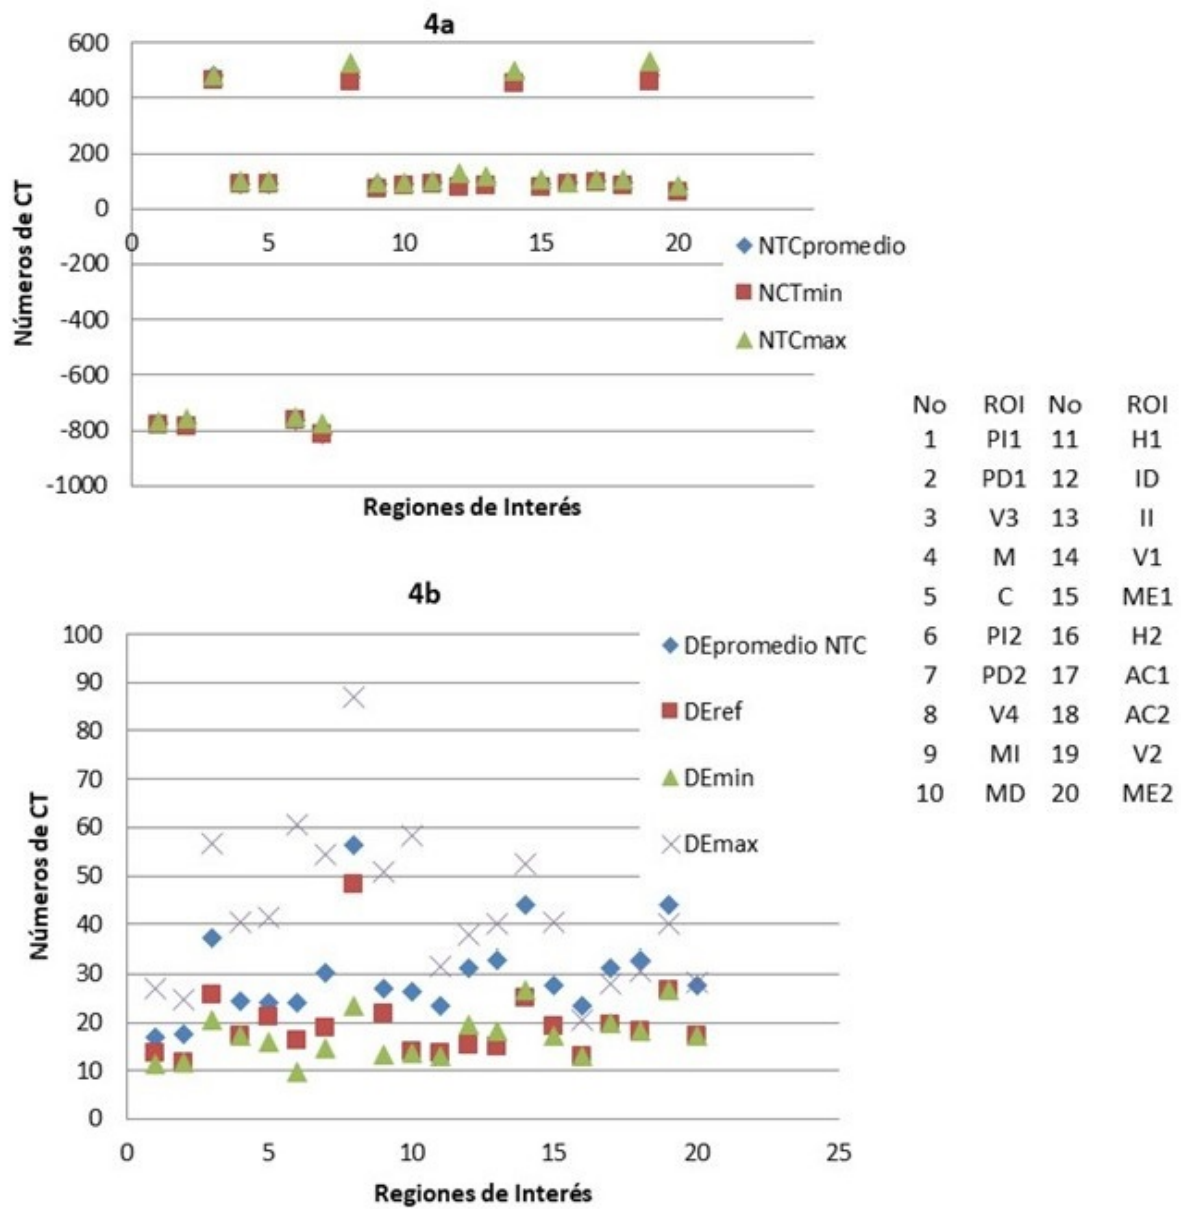 4a
600
400
200
0
-200
-400
-600
-800
-1000
0 5 10 15 20
Números de CT
Regiones de Interés
NTCpromedio
NCTmin
NTCmax
No ROI No ROI
1 PI1 11 H1
2 PD1 12 ID
3 V3 13 II
4 M 14 V1
5 C 15 ME1
6 PI2 16 H2
7 PD2 17 AC1
8 V4 18 AC2
9 MI 19 V2
10 MD 20 ME2
4b
100
90
80
70
60
50
40
30
20
10
0
0 5 10 15 20 25
Números de CT
Regiones de Interés
DEpromedio NTC
DEref
DEmin
DEmax